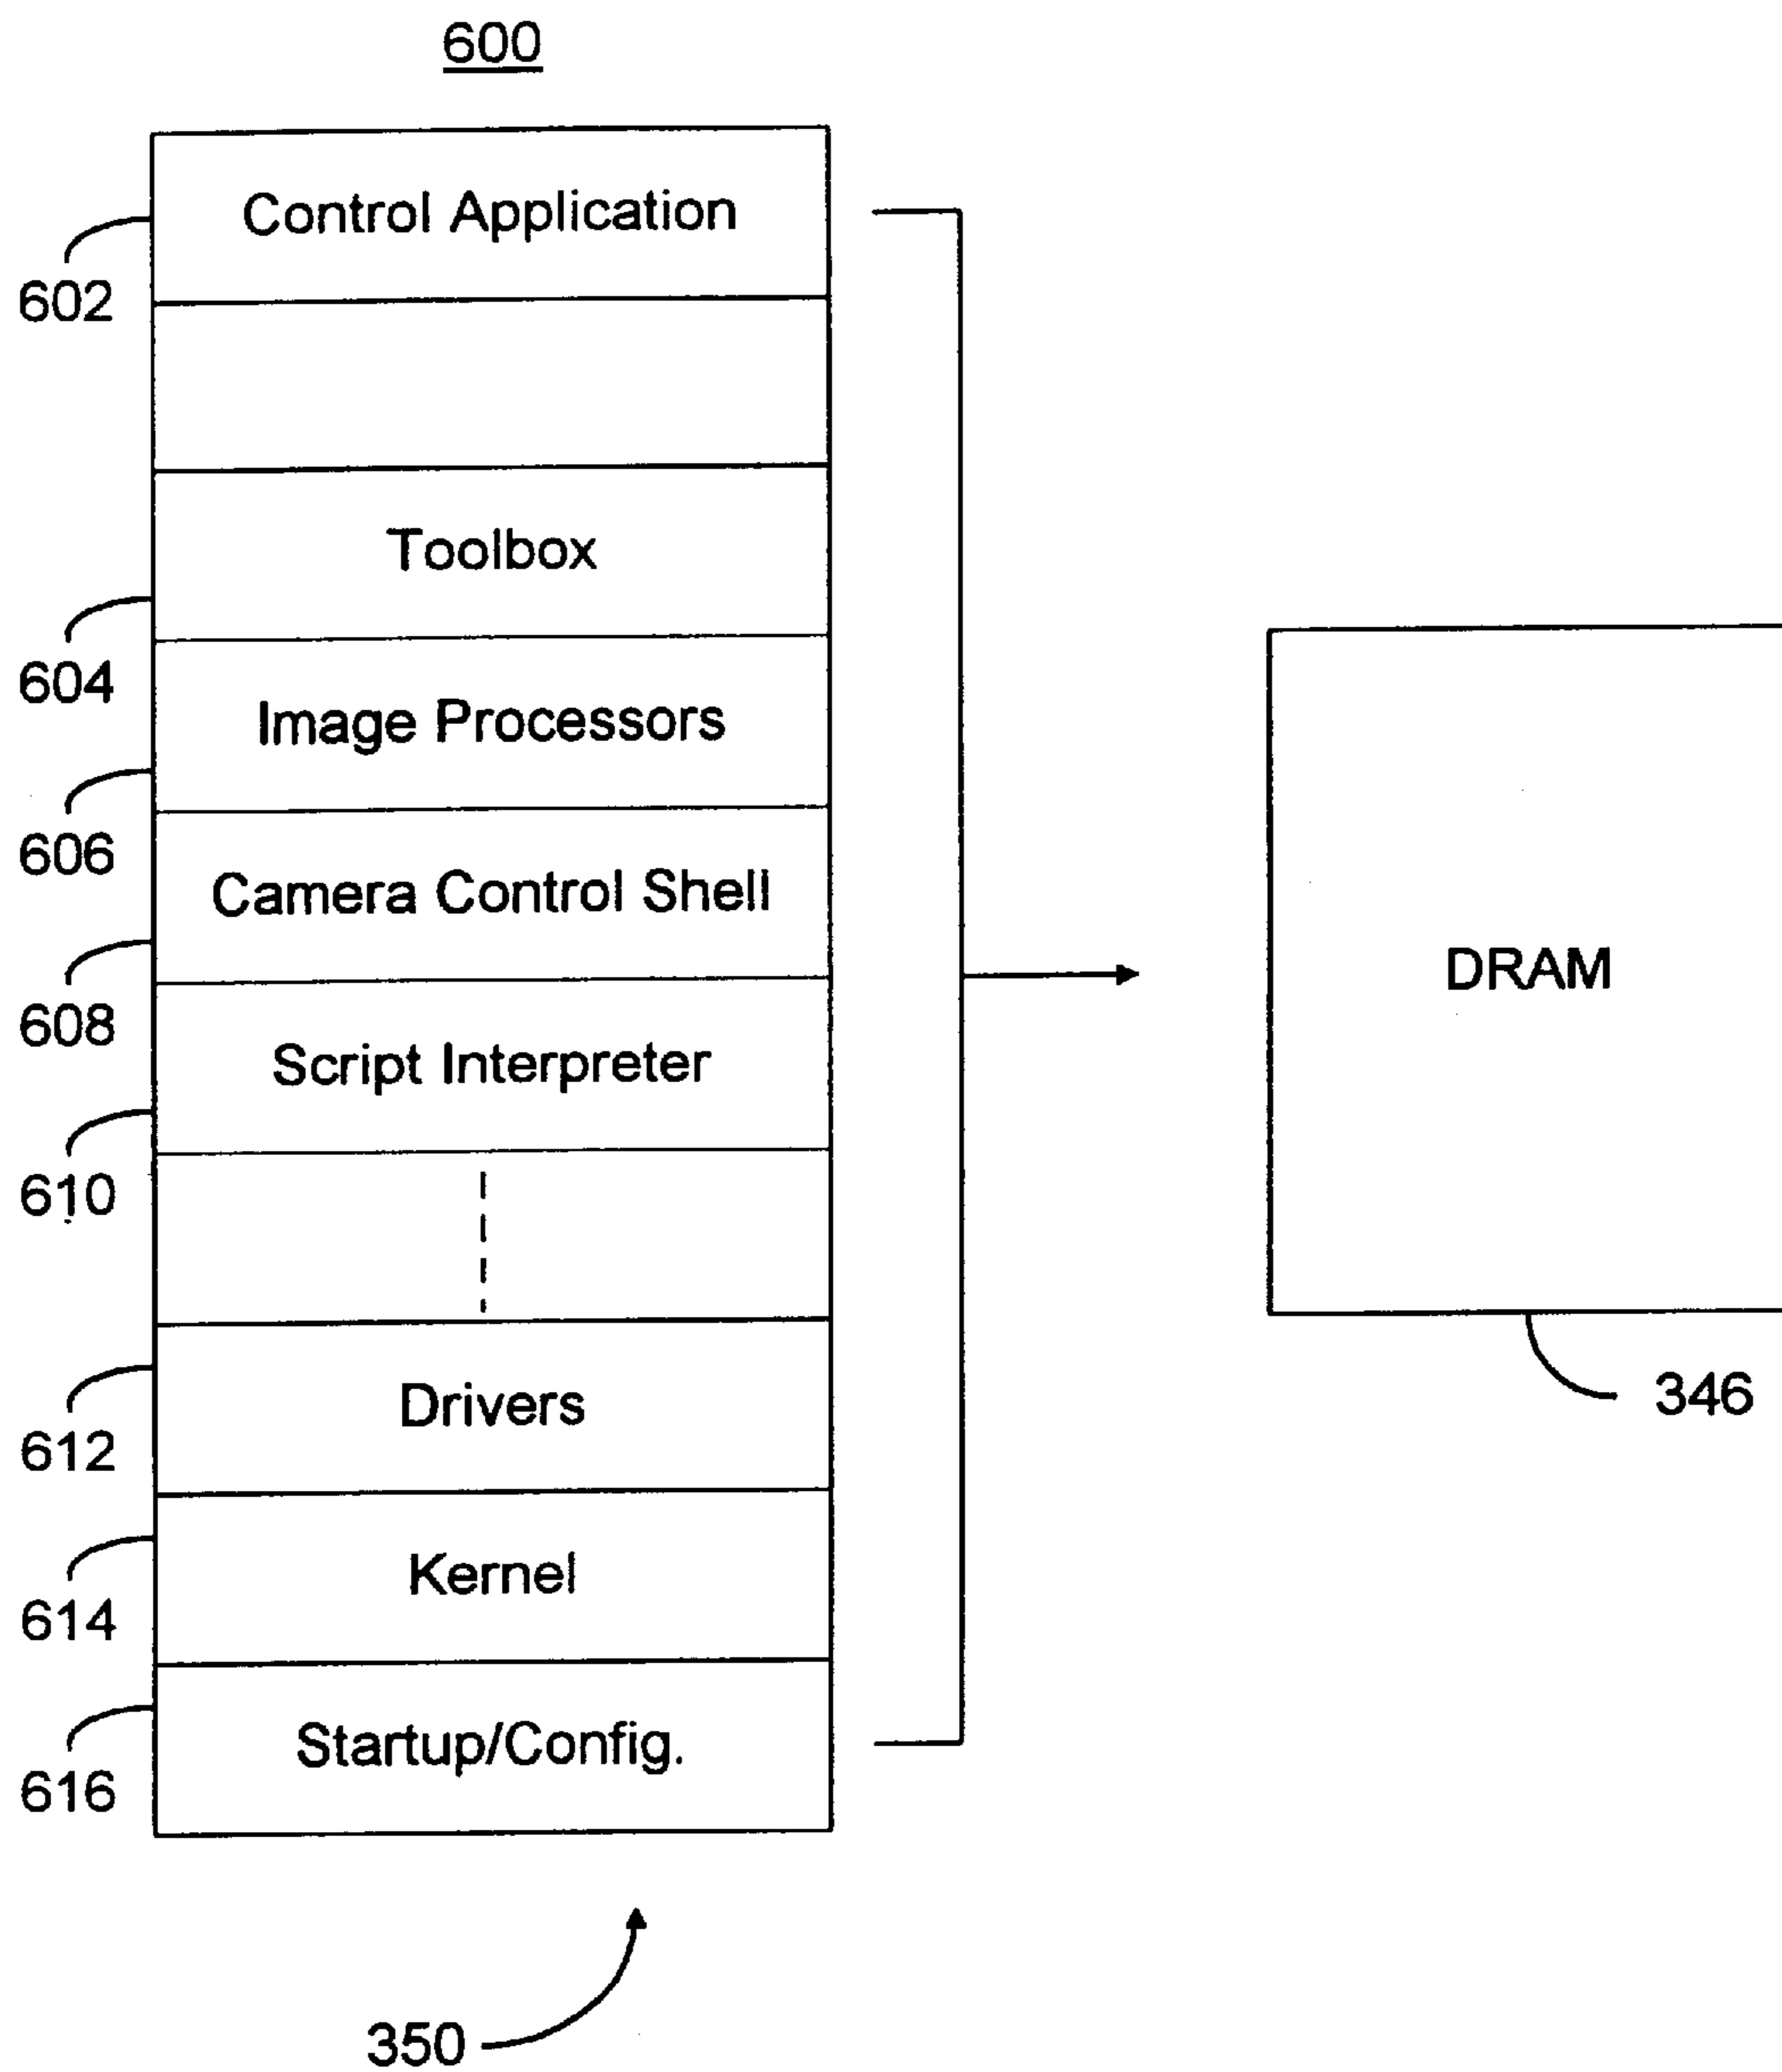 600
Control Application
602
Toolbox
604
Image Processors
606
Camera Control Shell
608
Script Interpreter
610
DRAM
346
Drivers
612
Kernel
614
Startup/Config.
616
350